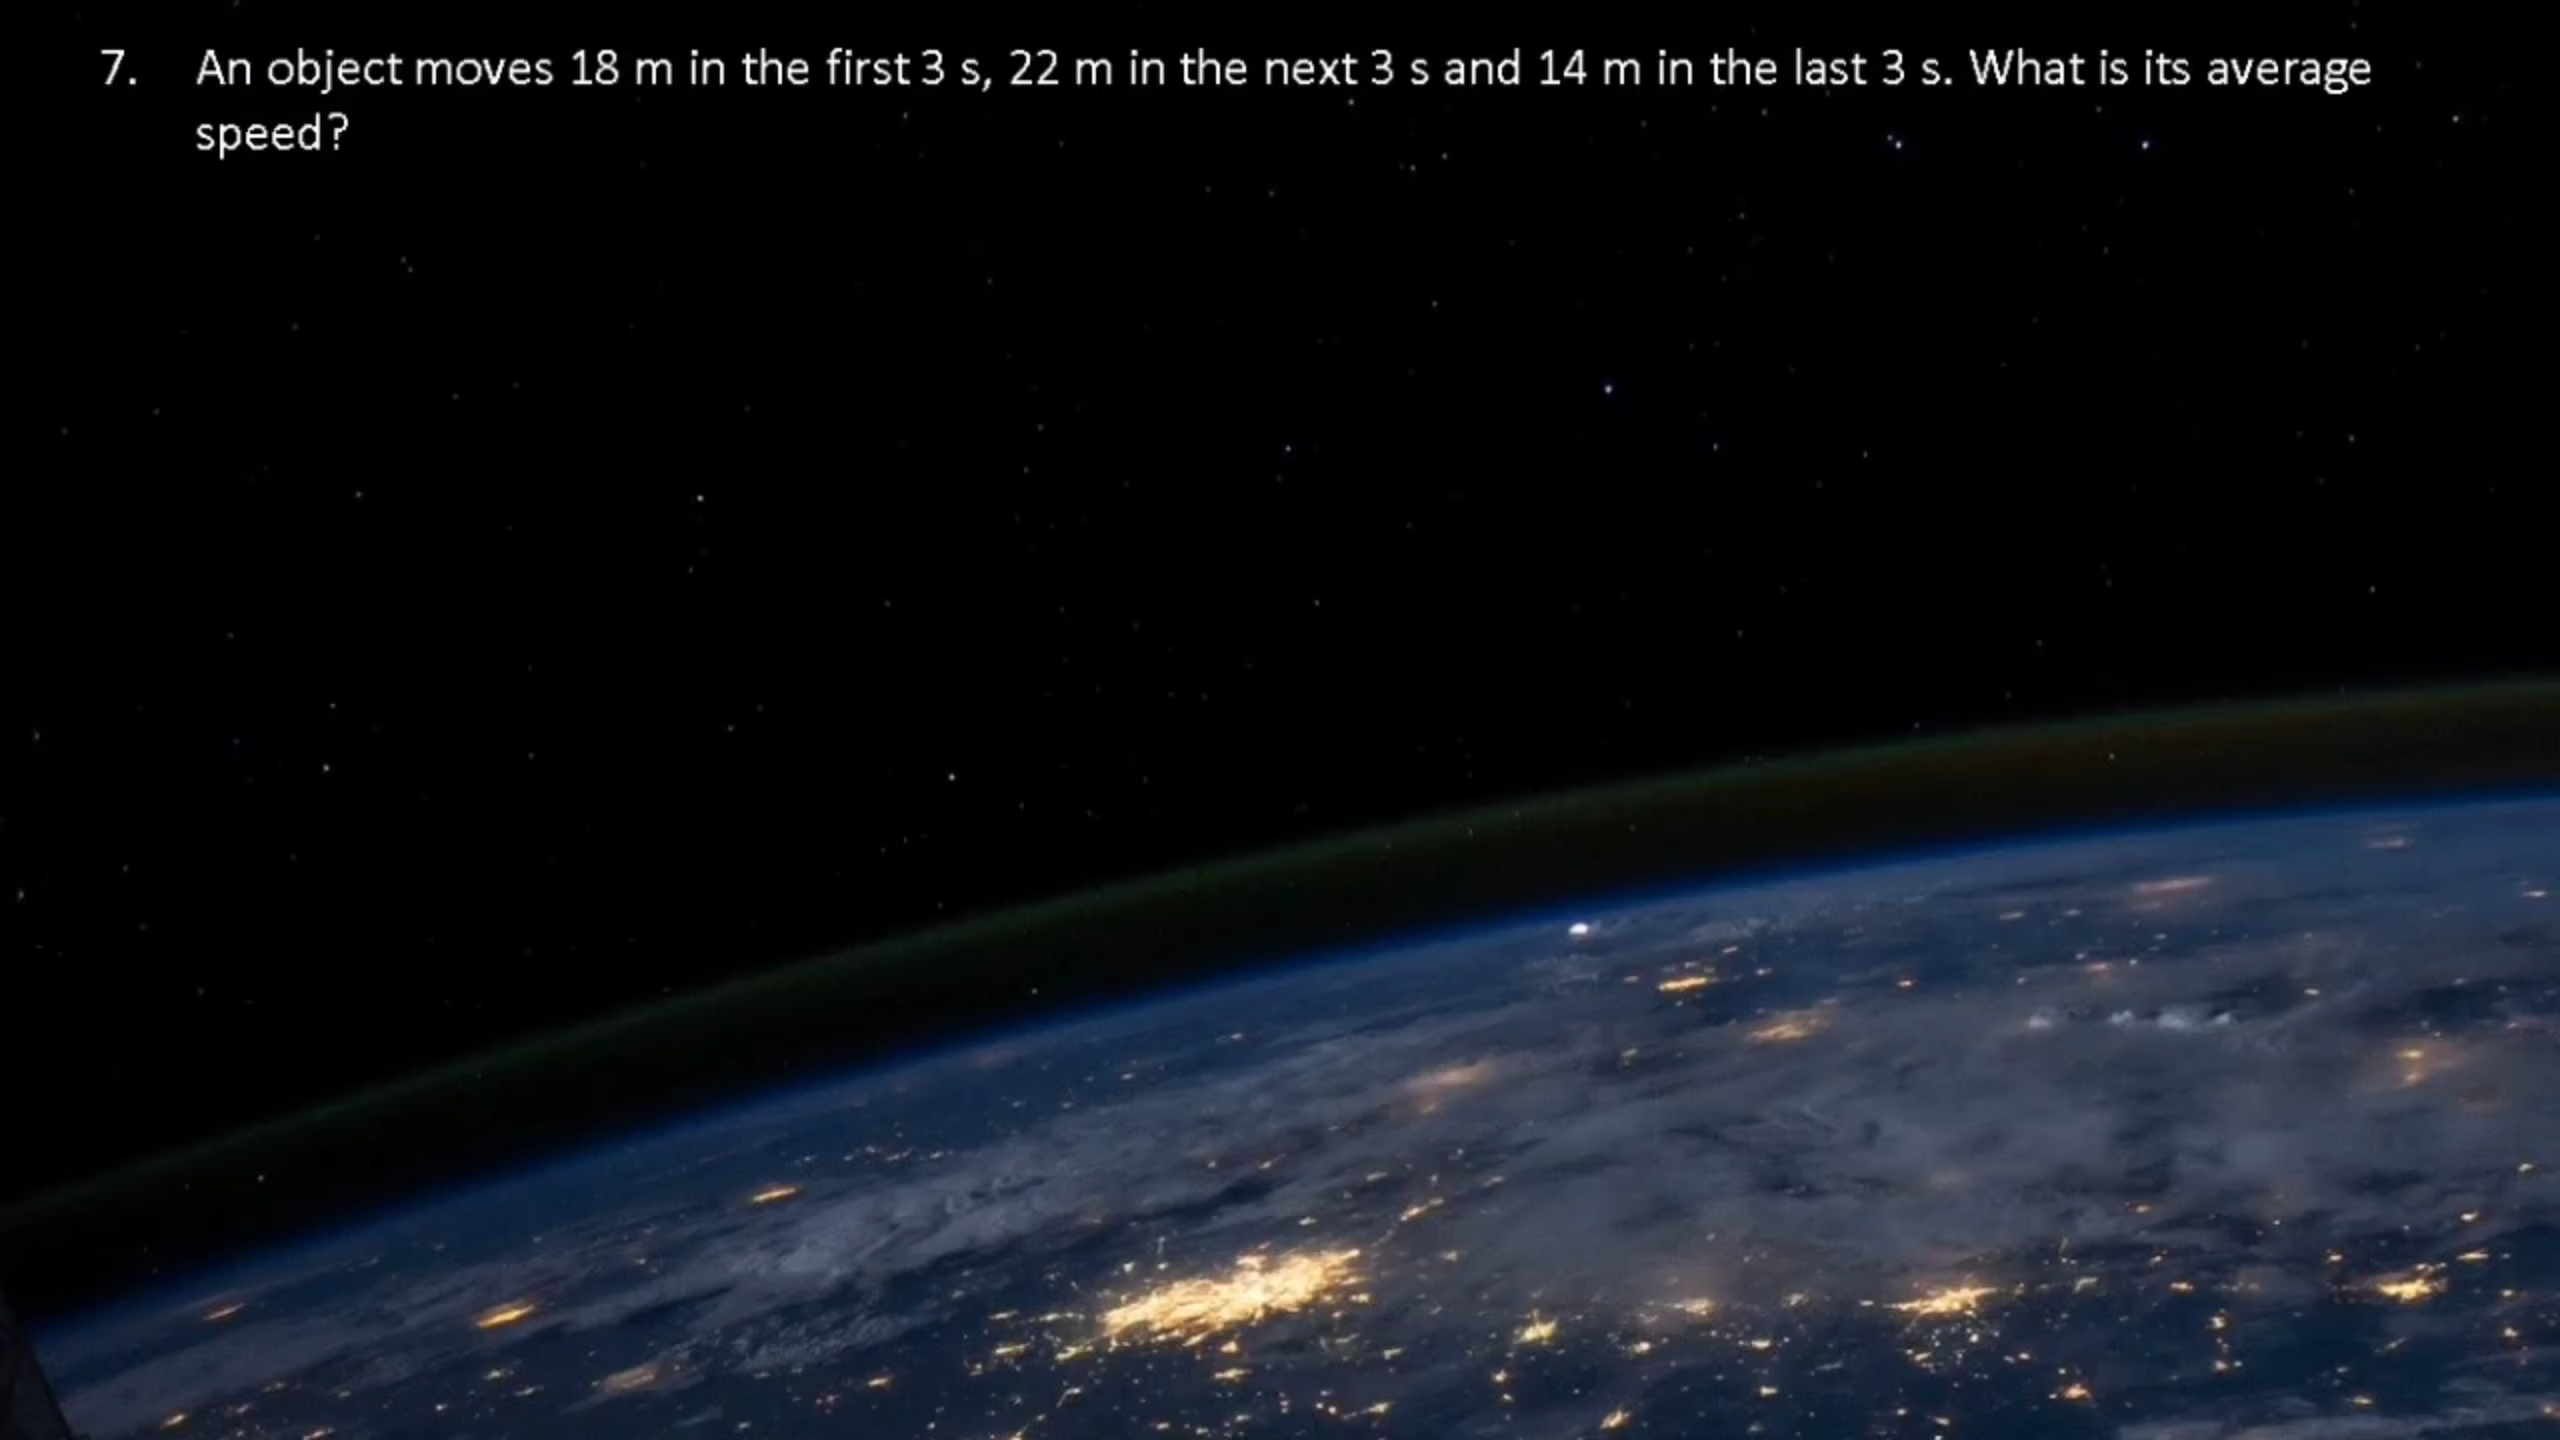 7. An object moves 18 m in the first 3 s, 22 m in the next 3 s and 14 m in the last 3 s. What is its average
speed?